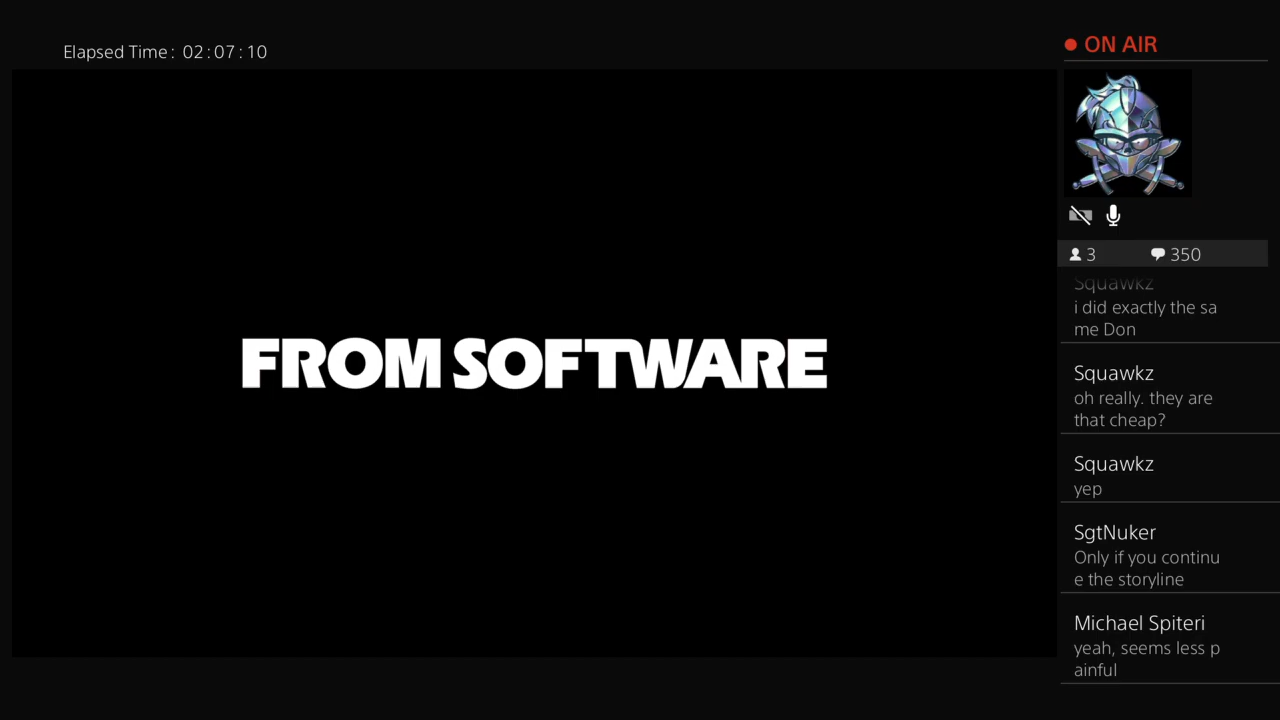 Elapsed Time: 02:07:10
ON AIR
FROM SOFTWARE
3
350
Squawkz
i did exactly the sa
me Don
Squawkz
oh really. they are
that cheap?
Squawkz
yep
SgtNuker
Only if you continu
e the storyline
Michael Spiteri
yeah, seems less p
ainful